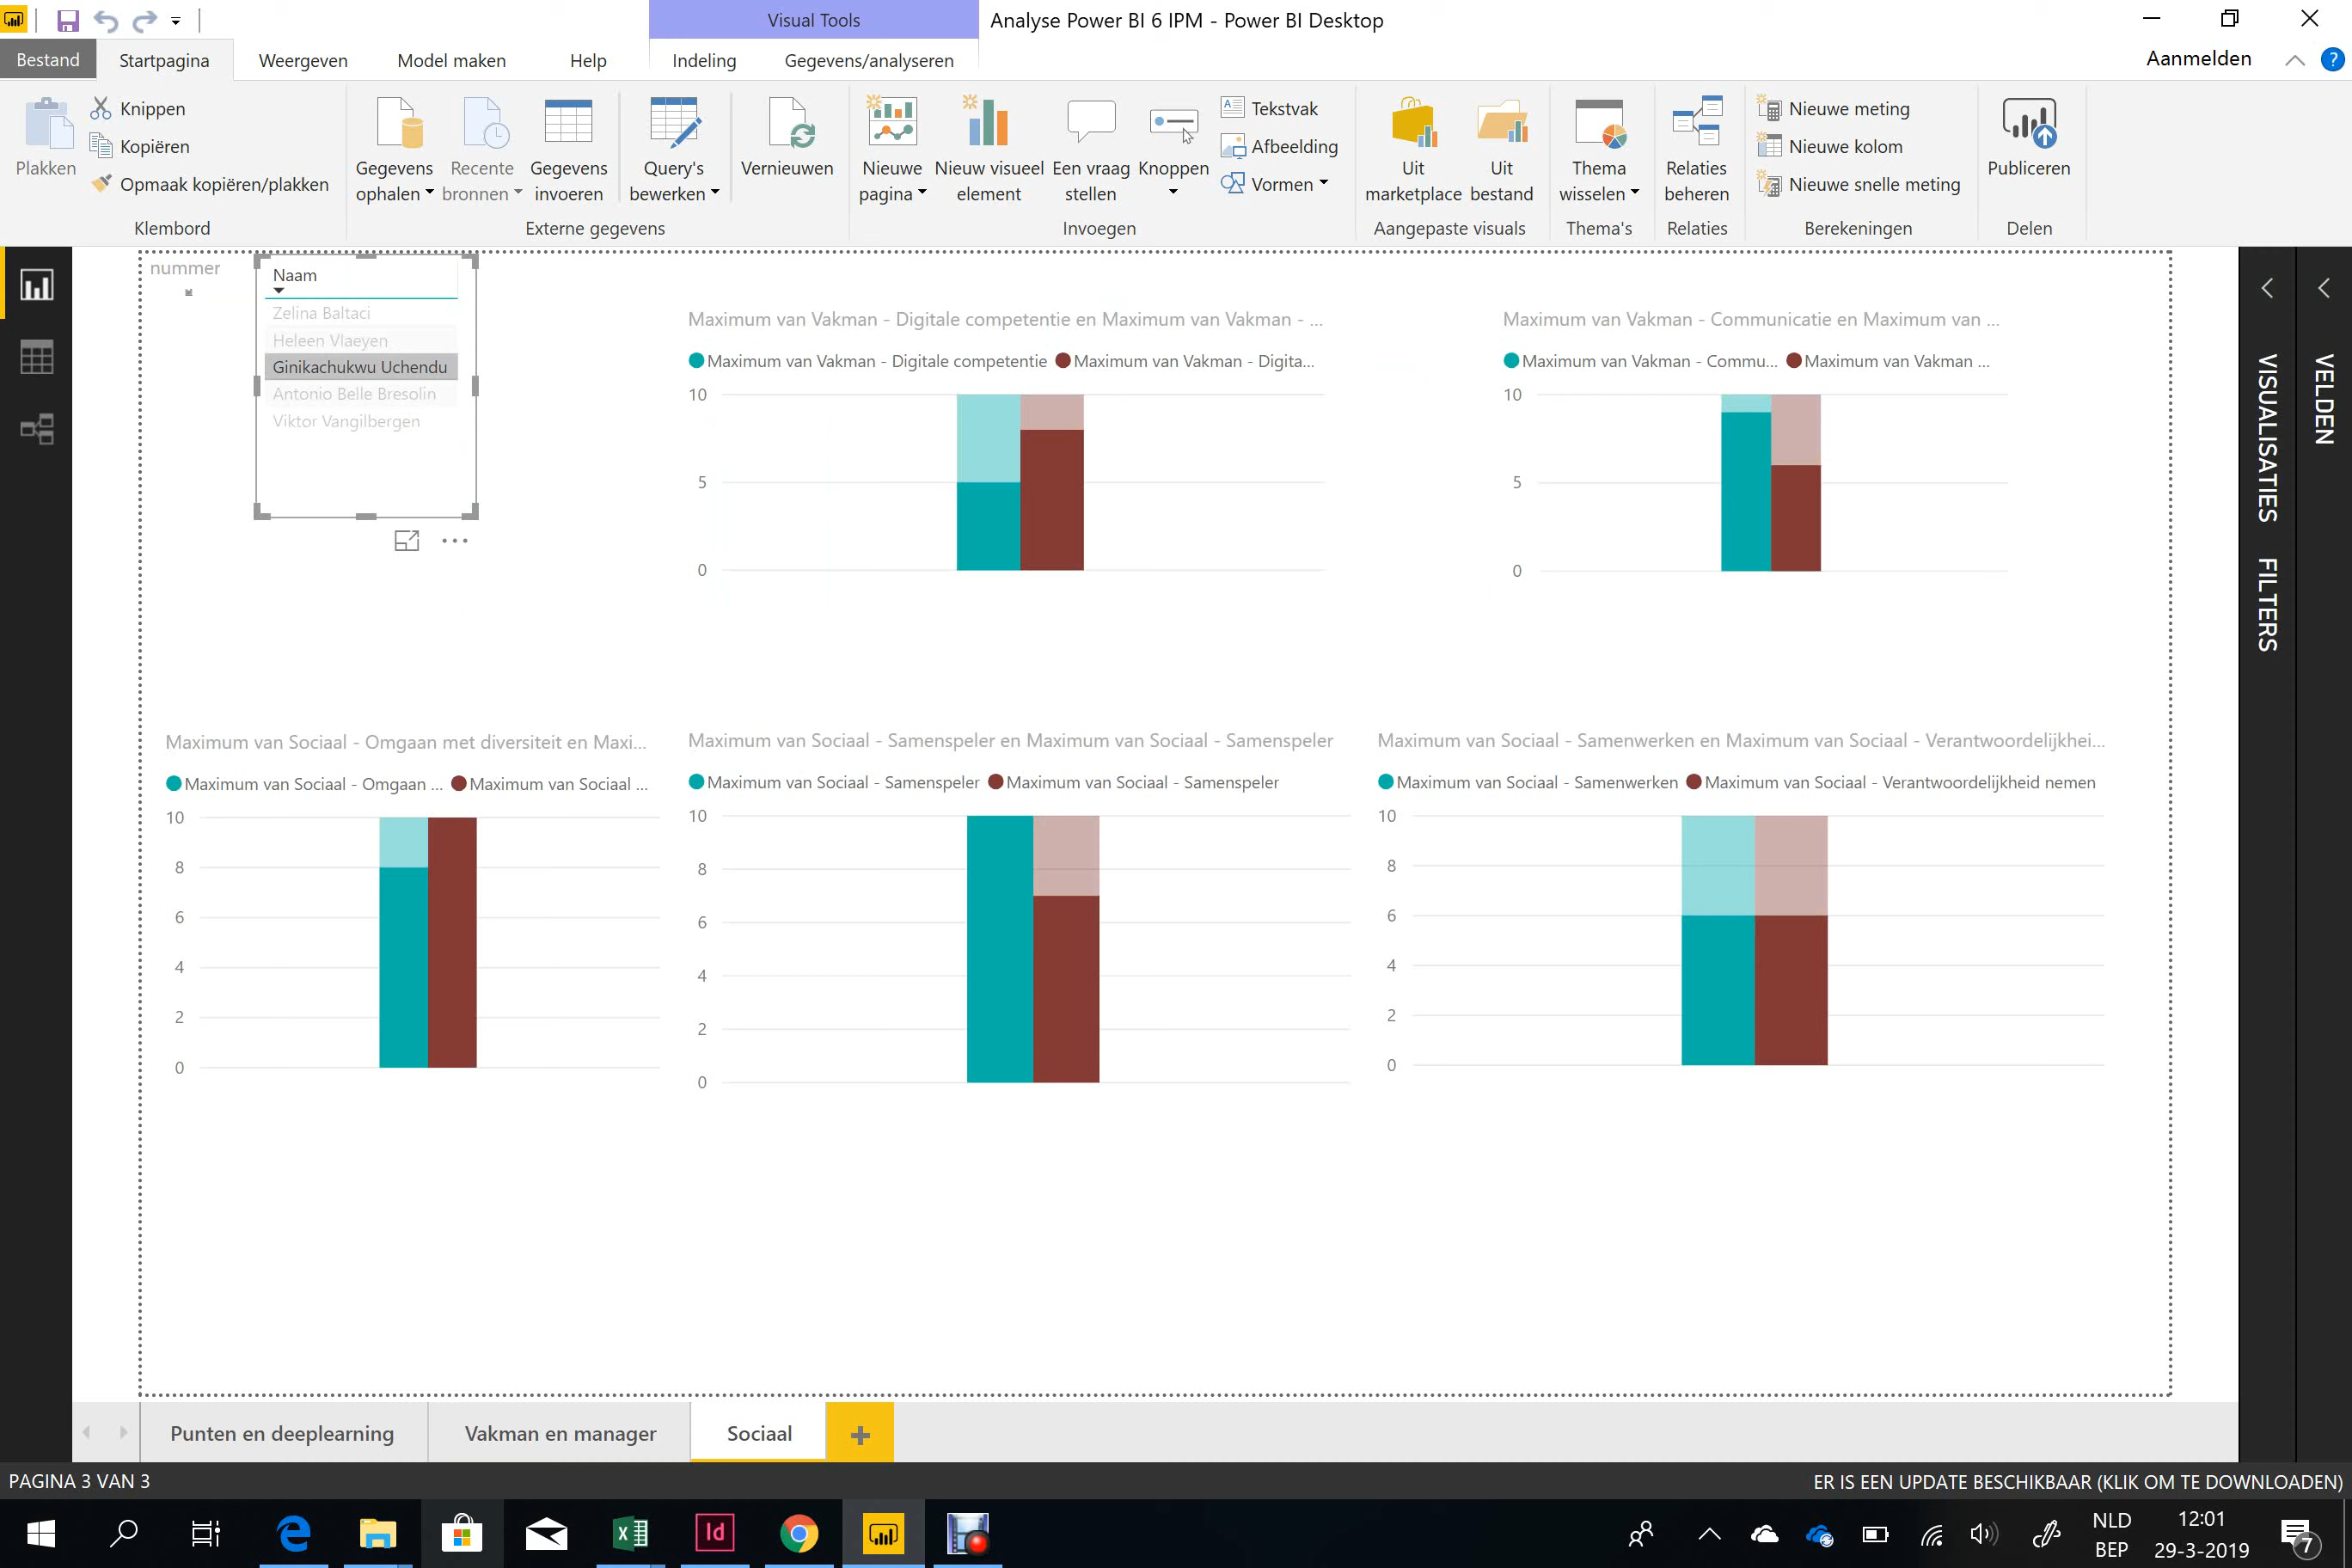 Visual Tools
Analyse Power BI 6 IPM - Power BI Desktop
Bestand
Startpagina
Weergeven
Model maken
Help
Indeling
Gegevens/analyseren
Aanmelden
?
Plakken
Knippen
Kopiëren
Opmaak kopiëren/plakken
Klembord
Gegevens
ophalen
Recente
bronnen
Gegevens
invoeren
Query's
bewerken
Externe gegevens
Vernieuwen
Nieuwe
pagina
Nieuw visueel
element
Een vraag
stellen
Knoppen
Tekstvak
Afbeelding
Vormen
Invoegen
Uit
marketplace
Uit
bestand
Aangepaste visuals
Thema
wisselen
Thema's
Relaties
beheren
Relaties
Nieuwe meting
Nieuwe kolom
Nieuwe snelle meting
Berekeningen
Publiceren
Delen
nummer
Naam
Zelina Baltaci
Heleen Vlaeyen
Ginikachukwu Uchendu
Antonio Belle Bresolin
Viktor Vangilbergen
Maximum van Vakman - Digitale competentie en Maximum van Vakman - ...
Maximum van Vakman - Digitale competentie Maximum van Vakman - Digita...
10
5
0
Maximum van Vakman - Communicatie en Maximum van ...
Maximum van Vakman - Commu... Maximum van Vakman ...
10
5
0
VISUALISATIES
FILTERS
VELDEN
Maximum van Sociaal - Omgaan met diversiteit en Maxi...
Maximum van Sociaal - Omgaan ... Maximum van Sociaal ...
10
8
6
4
2
0
Maximum van Sociaal - Samenspeler en Maximum van Sociaal - Samenspeler
Maximum van Sociaal - Samenspeler Maximum van Sociaal - Samenspeler
10
8
6
4
2
0
Maximum van Sociaal - Samenwerken en Maximum van Sociaal - Verantwoordelijkhei...
Maximum van Sociaal - Samenwerken Maximum van Sociaal - Verantwoordelijkheid nemen
10
8
6
4
2
0
Punten en deeplearning
Vakman en manager
Sociaal
PAGINA 3 VAN 3
ER IS EEN UPDATE BESCHIKBAAR (KLIK OM TE DOWNLOADEN)
Id
NLD
BEP
12:01
29-3-2019
7